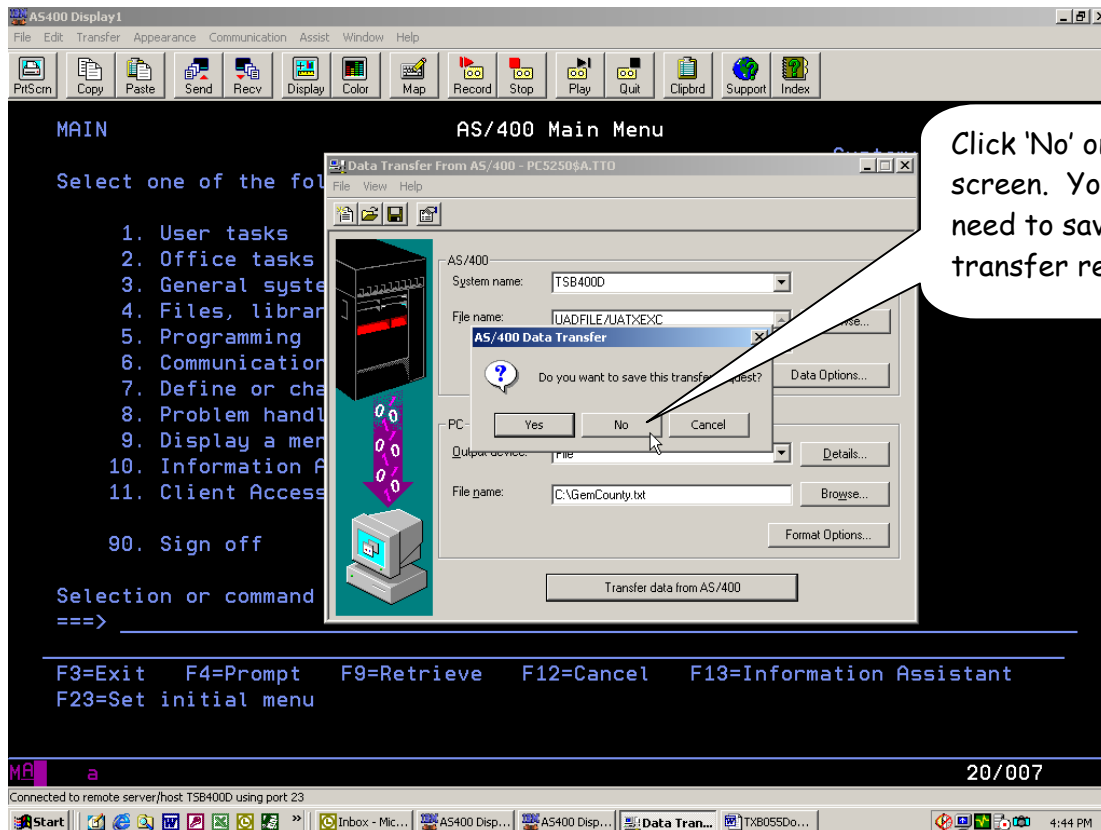 AS400 Display1
File Edit Transfer Appearance Communication Assist Window Help
PrtScrn Copy Paste Send Recv Display Color Map Record Stop Play Quit Clipbrd Support Index
MAIN AS/400 Main Menu
Select one of the fol
1. User tasks
2. Office tasks
3. General syste
4. Files, librar
5. Programming
6. Communication
7. Define or cha
8. Problem handl
9. Display a men
10. Information A
11. Client Access
90. Sign off
Selection or command
===>
F3=Exit F4=Prompt F9=Retrieve F12=Cancel F13=Information Assistant
F23=Set initial menu
MA a 20/007
Connected to remote server/host TSB400D using port 23
Data Transfer From AS/400 - PC5250$A.TTO
File View Help
AS/400
System name: TSB400D
File name: UADFILE/UATXEXC
Data Options...
PC
Output device: File Details...
File name: C:\GemCounty.txt Browse...
Format Options...
Transfer data from AS/400
AS/400 Data Transfer
Do you want to save this transfer request?
Yes No Cancel
Click ‘No’ on
screen. Yo
need to sav
transfer re
Start Inbox - Mic... AS400 Disp... AS400 Disp... Data Tran... TXB055Do... 4:44 PM